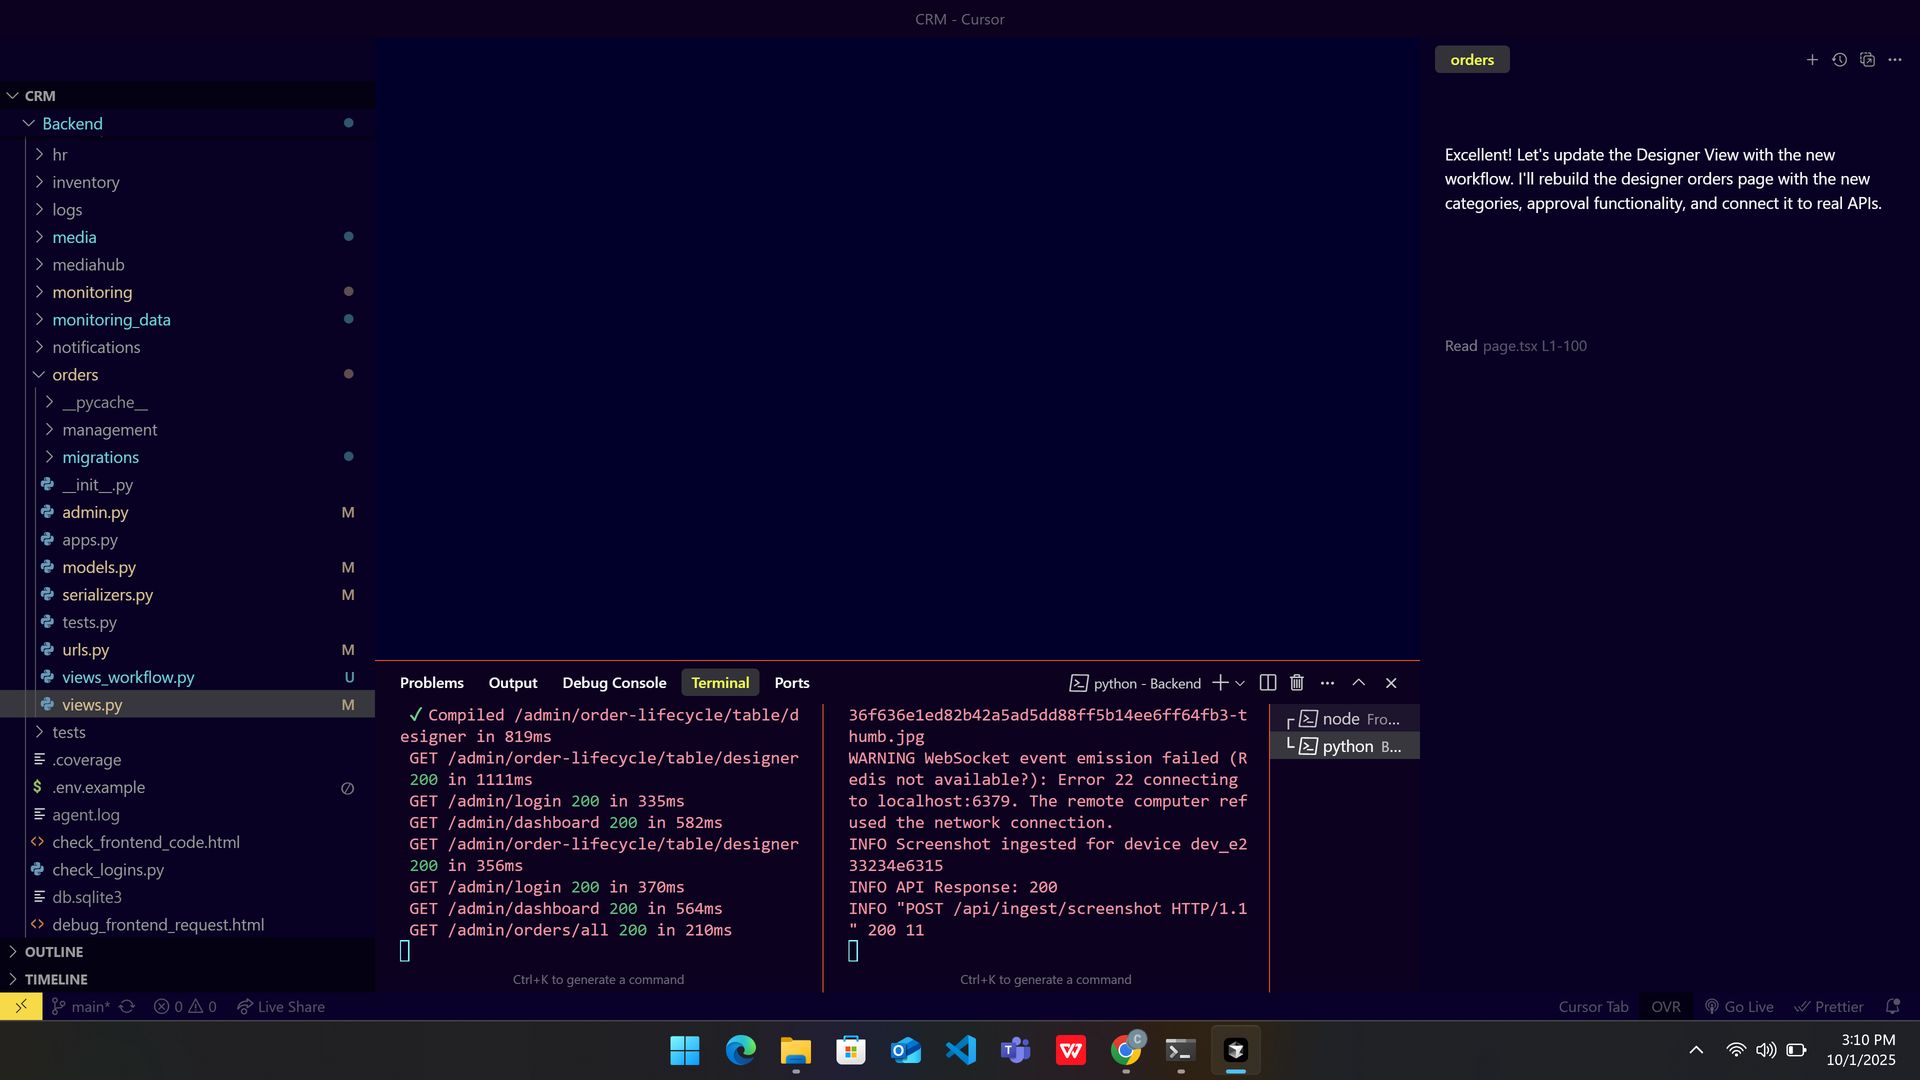 CRM - Cursor
CRM
Backend
hr
inventory
logs
media
mediahub
monitoring
monitoring_data
notifications
orders
__pycache__
management
migrations
__init__.py
admin.py M
apps.py
models.py M
serializers.py M
tests.py
urls.py M
views_workflow.py U
views.py M
tests
.coverage
$ .env.example
agent.log
check_frontend_code.html
check_logins.py
db.sqlite3
debug_frontend_request.html
OUTLINE
TIMELINE
Problems Output Debug Console Terminal Ports
python - Backend
✓ Compiled /admin/order-lifecycle/table/d
esigner in 819ms
GET /admin/order-lifecycle/table/designer
200 in 1111ms
GET /admin/login 200 in 335ms
GET /admin/dashboard 200 in 582ms
GET /admin/order-lifecycle/table/designer
200 in 356ms
GET /admin/login 200 in 370ms
GET /admin/dashboard 200 in 564ms
GET /admin/orders/all 200 in 210ms
Ctrl+K to generate a command
36f636e1ed82b42a5ad5dd88ff5b14ee6ff64fb3-t
humb.jpg
WARNING WebSocket event emission failed (R
edis not available?): Error 22 connecting
to localhost:6379. The remote computer ref
used the network connection.
INFO Screenshot ingested for device dev_e2
33234e6315
INFO API Response: 200
INFO "POST /api/ingest/screenshot HTTP/1.1
" 200 11
Ctrl+K to generate a command
node Fro...
python B...
orders
Excellent! Let's update the Designer View with the new
workflow. I'll rebuild the designer orders page with the new
categories, approval functionality, and connect it to real APIs.
Read page.tsx L1-100
main* 0 0 Live Share
Cursor Tab OVR Go Live Prettier
C
3:10 PM
10/1/2025